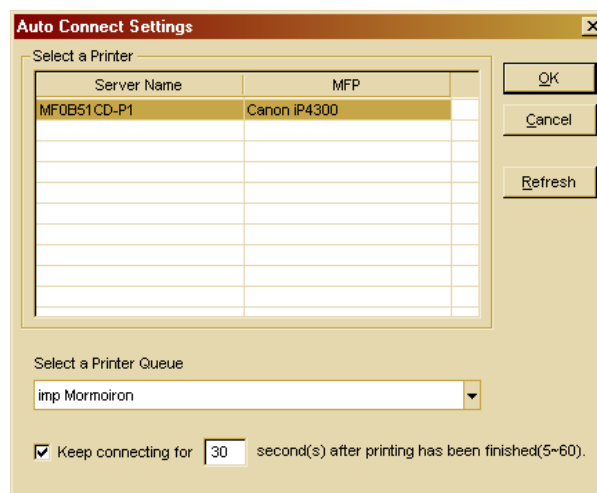 Auto Connect Settings
Select a Printer
Server Name MFP
MF0B51CD-P1 Canon iP4300
OK
Cancel
Refresh
Select a Printer Queue
imp Mormoiron
Keep connecting for 30 second(s) after printing has been finished(5~60).